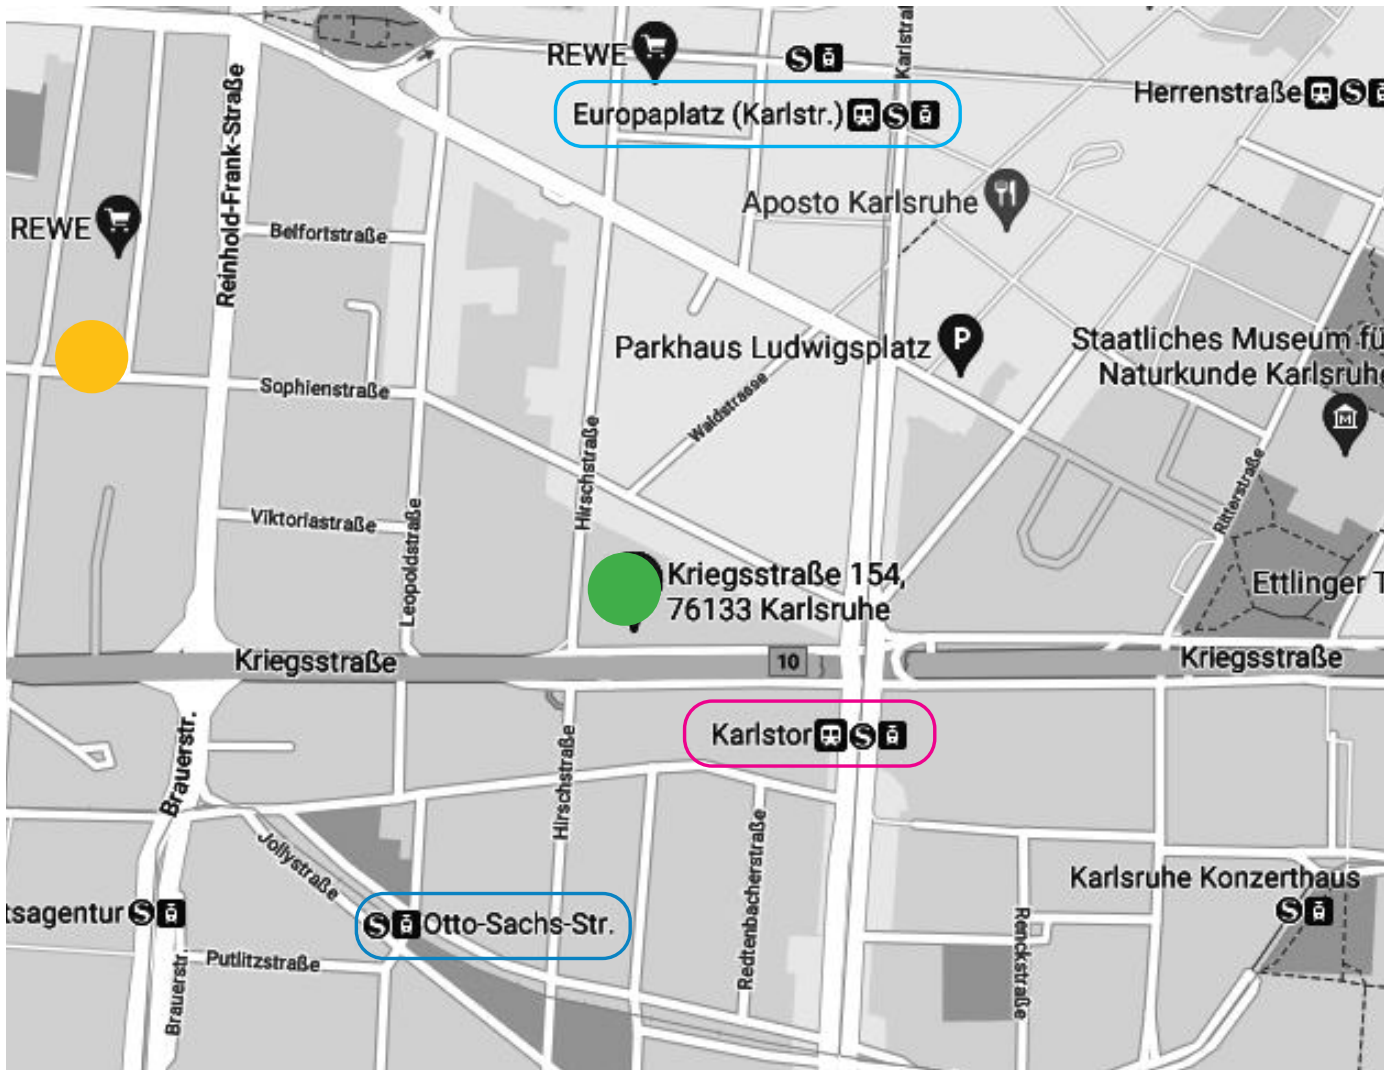 REWE
Karlstraße
Herrenstraße
Europaplatz (Karlstr.)
Reinhold-Frank-Straße
Aposto Karlsruhe
REWE
Belfortstraße
Parkhaus Ludwigsplatz
P
Staatliches Museum fü
Naturkunde Karlsruhe
M
Sophienstraße
Waldstrasse
Hirschstraße
Ritterstraße
Viktoriastraße
Leopoldstraße
Kriegsstraße 154,
76133 Karlsruhe
Ettlinger T
Kriegsstraße
10
Kriegsstraße
Karlstor
Brauerstr.
Hirschstraße
Jollystraße
Redtenbacherstraße
Karlsruhe Konzerthaus
tsagentur
Otto-Sachs-Str.
Renckstraße
Putlitzstraße
Brauerstr.